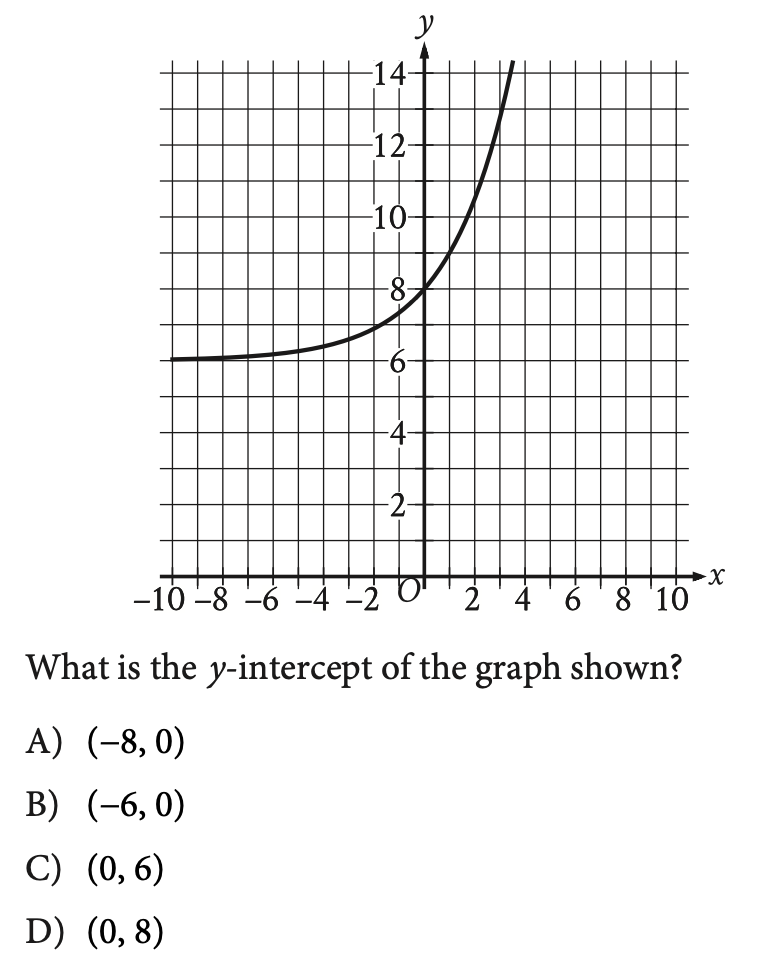 y
14
12
10
8
6
4
2
–10 –8 –6 –4 –2 O 2 4 6 8 10 x
What is the y-intercept of the graph shown?
A) (–8, 0)
B) (–6, 0)
C) (0, 6)
D) (0, 8)